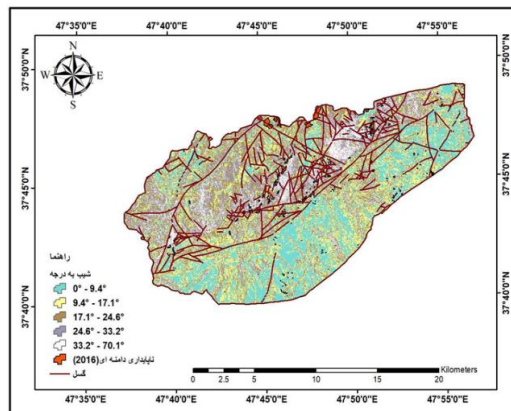 47°35'0"E 47°40'0"E 47°45'0"E 47°50'0"E 47°55'0"E
N
W E
S
37°50'0"N 37°50'0"N
37°45'0"N 37°45'0"N
37°40'0"N 37°40'0"N
راهنما
شیب به درجه
0° - 9.4°
9.4° - 17.1°
17.1° - 24.6°
24.6° - 33.2°
33.2° - 70.1°
ناپایداری دامنه ای(2016)
گسل
Kilometers
0 2.5 5 10 15 20
47°35'0"E 47°40'0"E 47°45'0"E 47°50'0"E 47°55'0"E